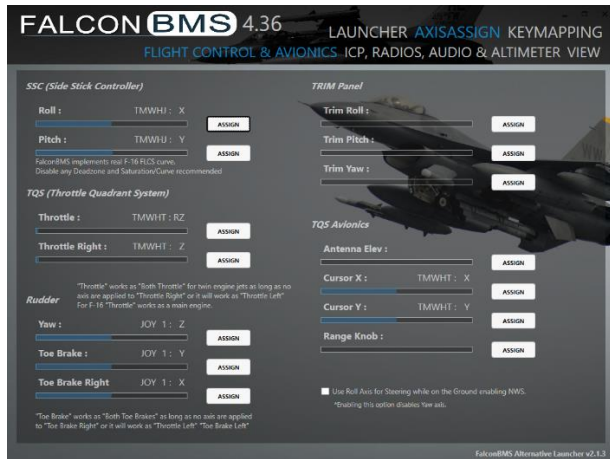 FALCON BMS 4.36
LAUNCHER AXISASSIGN KEYMAPPING
FLIGHT CONTROL & AVIONICS ICP, RADIOS, AUDIO & ALTIMETER VIEW
SSC (Side Stick Controller)
Roll : TMWHJ : X
ASSIGN
Pitch : TMWHJ : Y
ASSIGN
FalconBMS implements real F-16 FLCS curve.
Disable any Deadzone and Saturation/Curve recommended
TQS (Throttle Quadrant System)
Throttle : TMWHT : RZ
ASSIGN
Throttle Right : TMWHT : Z
ASSIGN
"Throttle" works as "Both Throttle" for twin engine jets as long as no
axis are applied to "Throttle Right" or it will work as "Throttle Left"
For F-16 "Throttle" works as a main engine.
Rudder
Yaw : JOY 1 : Z
ASSIGN
Toe Brake : JOY 1 : Y
ASSIGN
Toe Brake Right JOY 1 : X
ASSIGN
"Toe Brake" works as "Both Toe Brakes" as long as no axis are applied
to "Toe Brake Right" or it will work as "Throttle Left" "Toe Brake Left"
TRIM Panel
Trim Roll :
ASSIGN
Trim Pitch :
ASSIGN
Trim Yaw :
ASSIGN
TQS Avionics
Antenna Elev :
ASSIGN
Cursor X : TMWHT : X
ASSIGN
Cursor Y : TMWHT : Y
ASSIGN
Range Knob :
ASSIGN
Use Roll Axis for Steering while on the Ground enabling NWS.
*Enabling this option disables Yaw axis.
FalconBMS Alternative Launcher v2.1.3